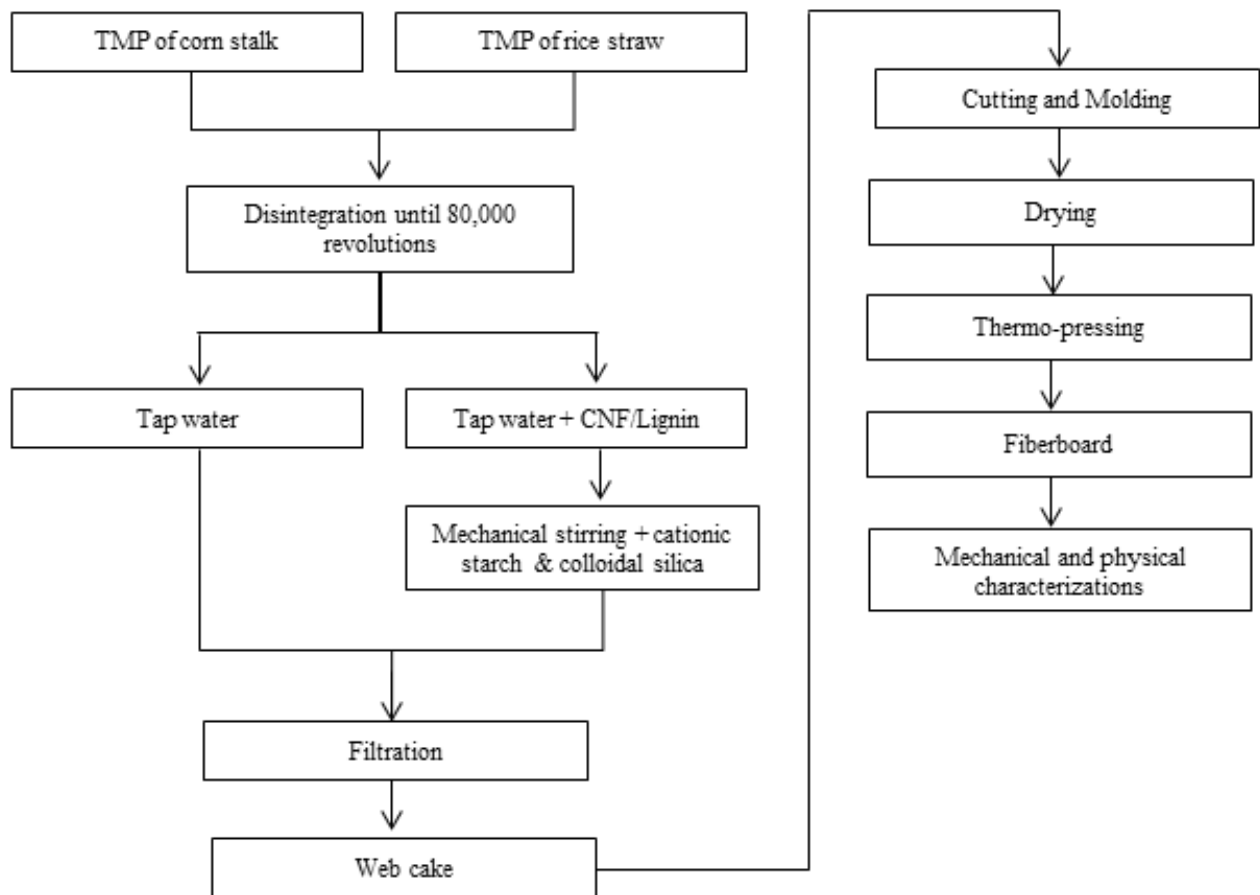 TMP of corn stalk
TMP of rice straw
Disintegration until 80,000
revolutions
Tap water
Tap water + CNF/Lignin
Mechanical stirring + cationic
starch & colloidal silica
Filtration
Web cake
Cutting and Molding
Drying
Thermo-pressing
Fiberboard
Mechanical and physical
characterizations